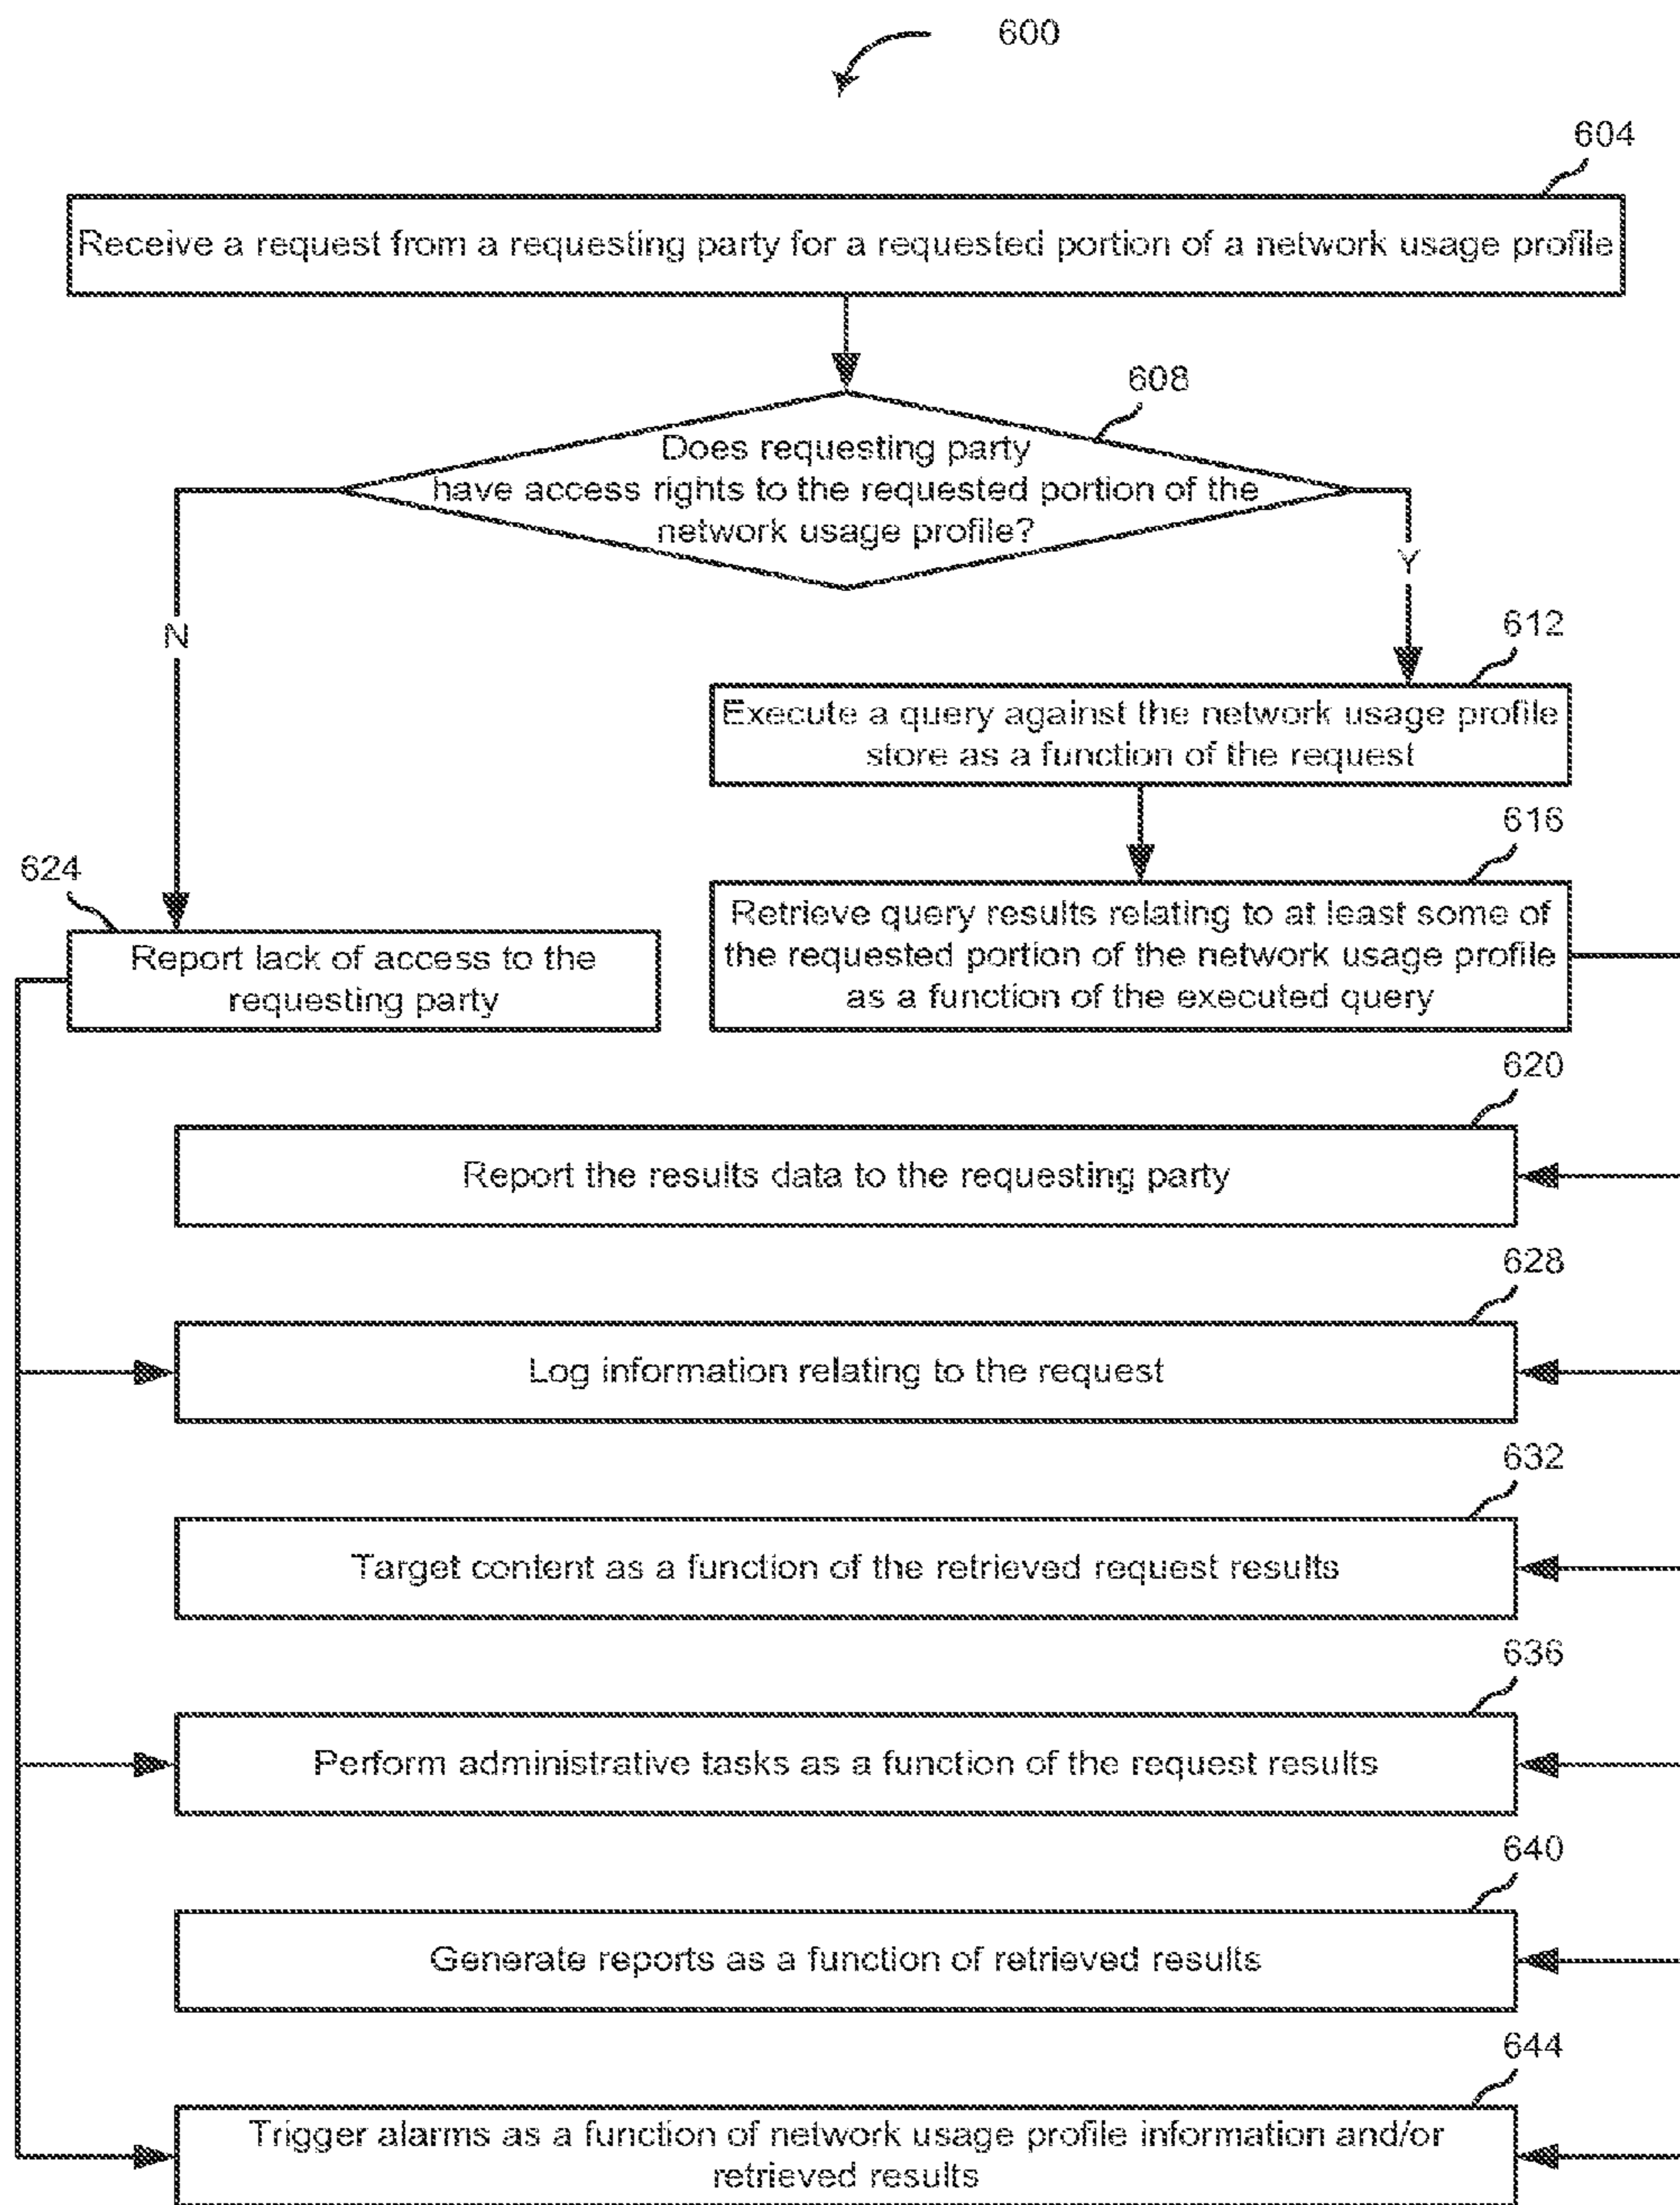 600
604
Receive a request from a requesting party for a requested portion of a network usage profile
608
Does requesting party
have access rights to the requested portion of the
network usage profile?
Y
N
612
Execute a query against the network usage profile
store as a function of the request
616
624
Retrieve query results relating to at least some of
the requested portion of the network usage profile
as a function of the executed query
Report lack of access to the
requesting party
620
Report the results data to the requesting party
628
Log information relating to the request
632
Target content as a function of the retrieved request results
636
Perform administrative tasks as a function of the request results
640
Generate reports as a function of retrieved results
644
Trigger alarms as a function of network usage profile information and/or
retrieved results